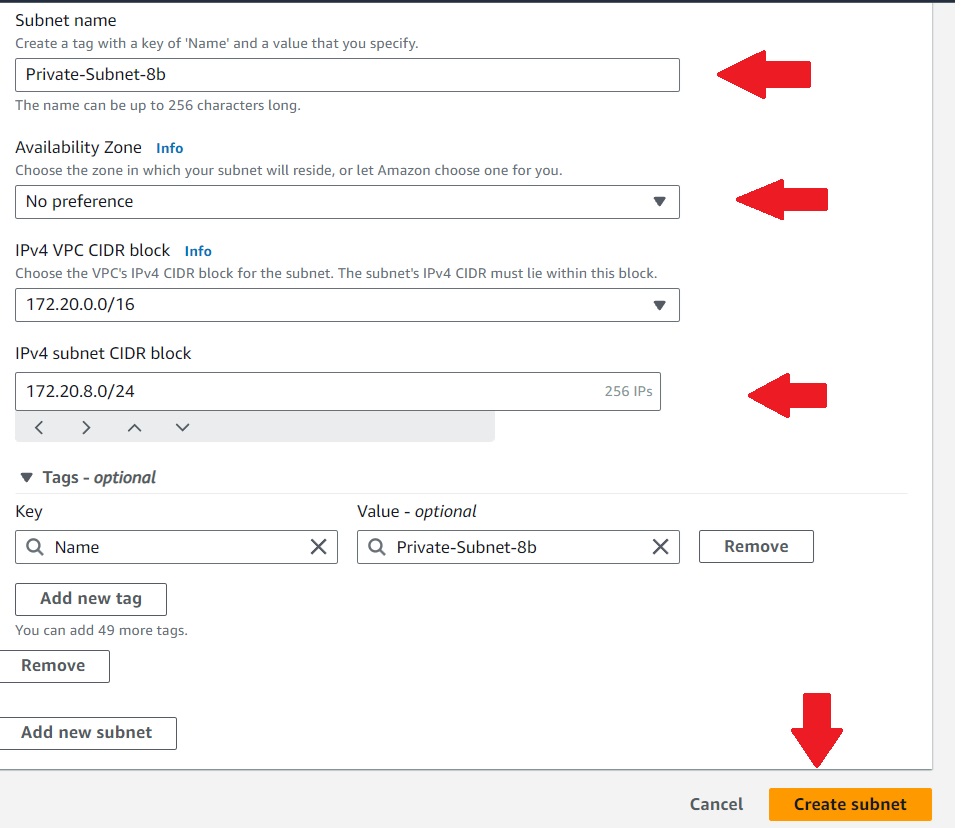 Subnet name
Create a tag with a key of 'Name' and a value that you specify.
Private-Subnet-8b
The name can be up to 256 characters long.
Availability Zone Info
Choose the zone in which your subnet will reside, or let Amazon choose one for you.
No preference
IPv4 VPC CIDR block Info
Choose the VPC's IPv4 CIDR block for the subnet. The subnet's IPv4 CIDR must lie within this block.
172.20.0.0/16
IPv4 subnet CIDR block
172.20.8.0/24 256 IPs
Tags - optional
Key Value - optional
Name Private-Subnet-8b Remove
Add new tag
You can add 49 more tags.
Remove
Add new subnet
Cancel Create subnet